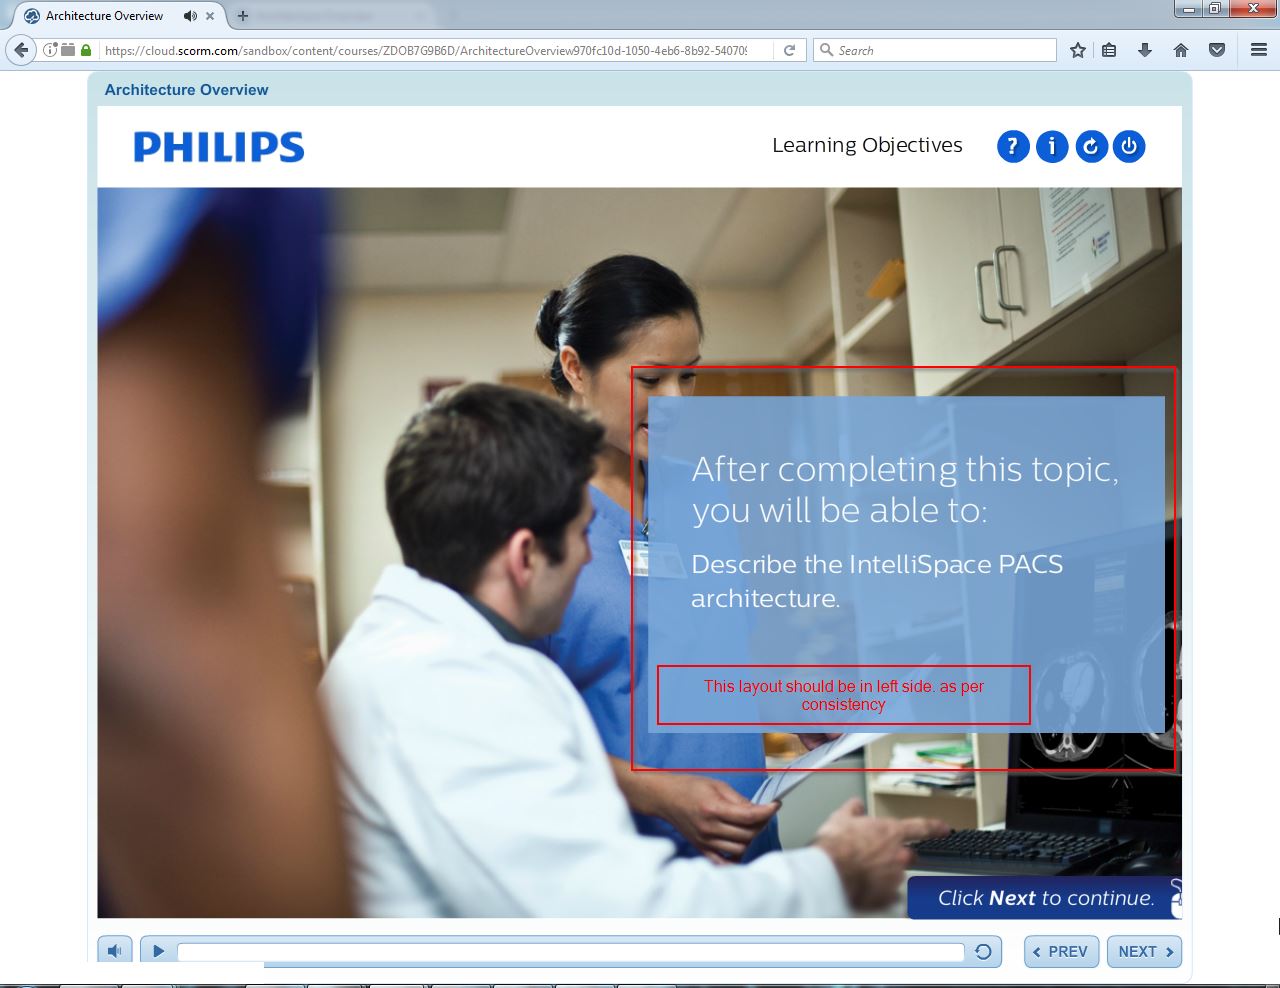 Architecture Overview
https://cloud.scorm.com/sandbox/content/courses/ZDOB7G9B6D/ArchitectureOverview970fc10d-1050-4eb6-8b92-540709
Search
Architecture Overview
PHILIPS
Learning Objectives
After completing this topic,
you will be able to:
Describe the IntelliSpace PACS
architecture.
This layout should be in left side. as per
consistency
Click Next to continue.
PREV
NEXT